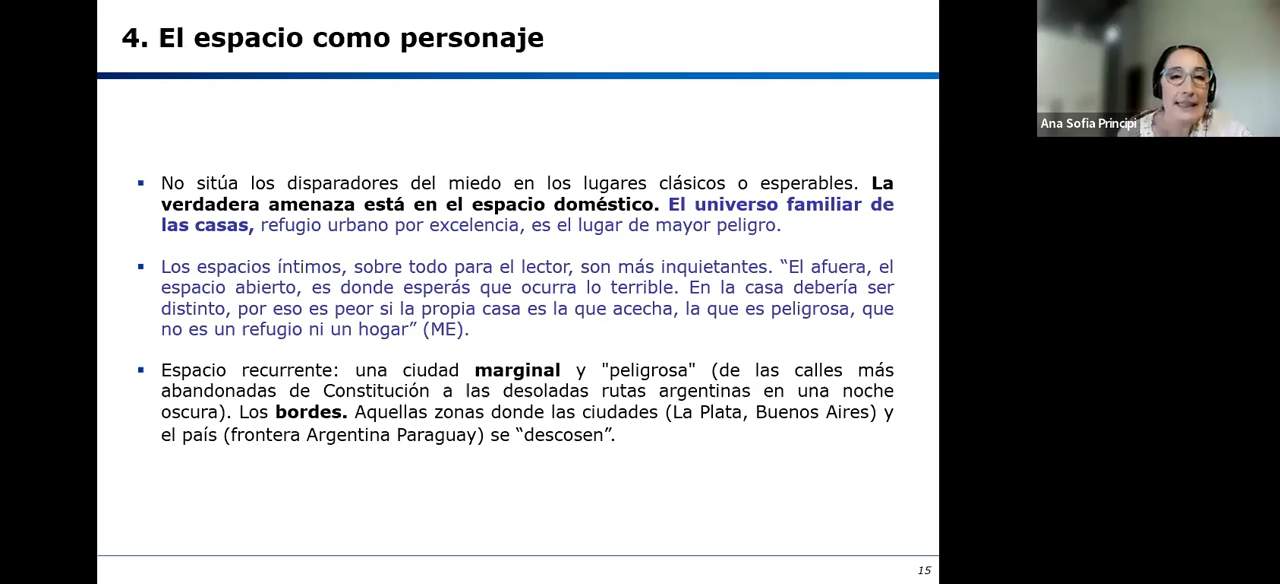 4. El espacio como personaje
Ana Sofia Principi
▪ No sitúa los disparadores del miedo en los lugares clásicos o esperables. La
verdadera amenaza está en el espacio doméstico. El universo familiar de
las casas, refugio urbano por excelencia, es el lugar de mayor peligro.
▪ Los espacios íntimos, sobre todo para el lector, son más inquietantes. “El afuera, el
espacio abierto, es donde esperás que ocurra lo terrible. En la casa debería ser
distinto, por eso es peor si la propia casa es la que acecha, la que es peligrosa, que
no es un refugio ni un hogar” (ME).
▪ Espacio recurrente: una ciudad marginal y "peligrosa" (de las calles más
abandonadas de Constitución a las desoladas rutas argentinas en una noche
oscura). Los bordes. Aquellas zonas donde las ciudades (La Plata, Buenos Aires) y
el país (frontera Argentina Paraguay) se “descosen”.
15